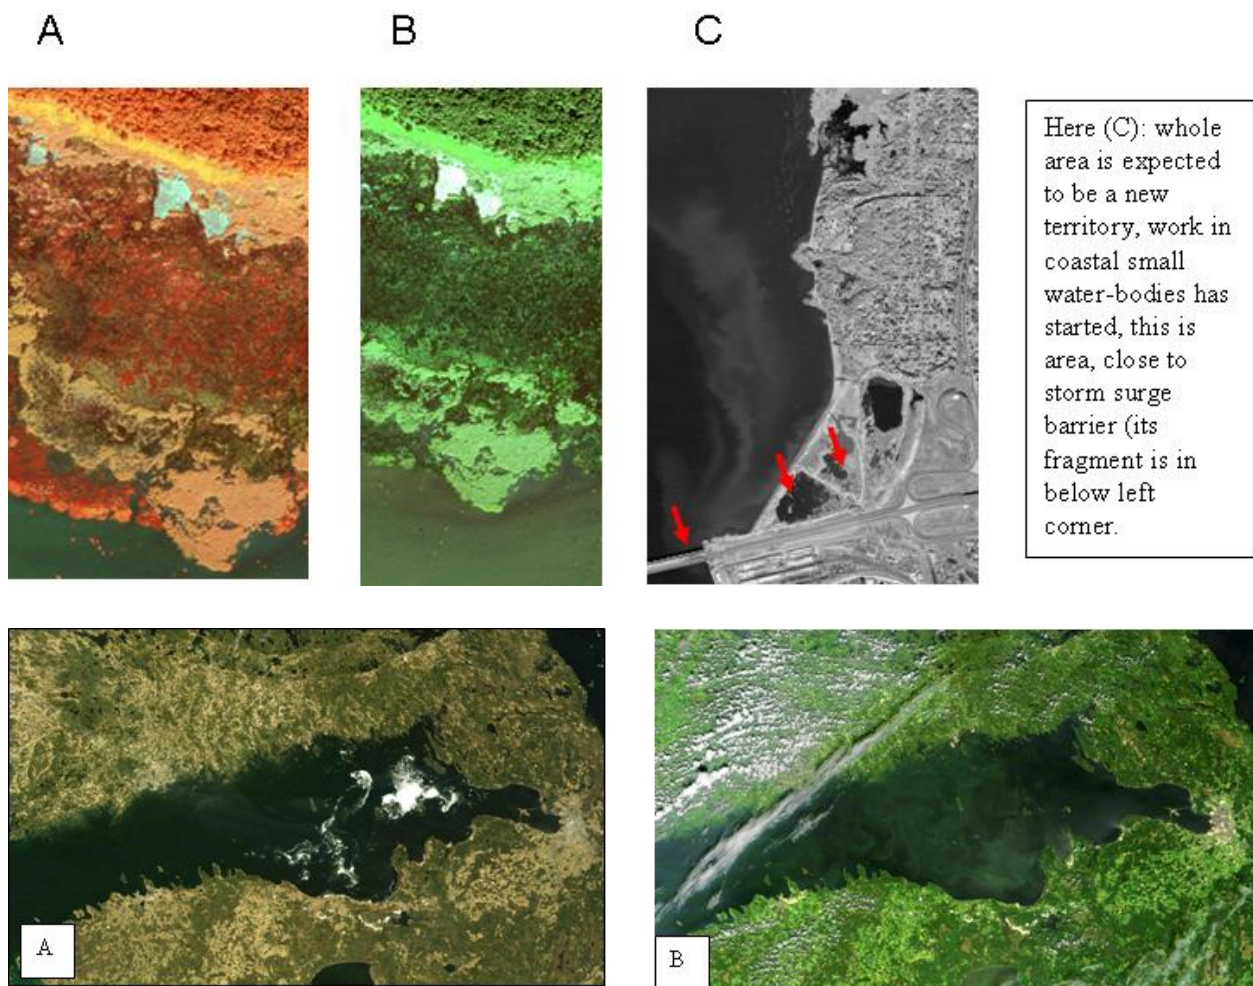 A
B
C
Here (C): whole
area is expected
to be a new
territory, work in
coastal small
water-bodies has
started, this is
area, close to
storm surge
barrier (its
fragment is in
below left
corner.
A
B